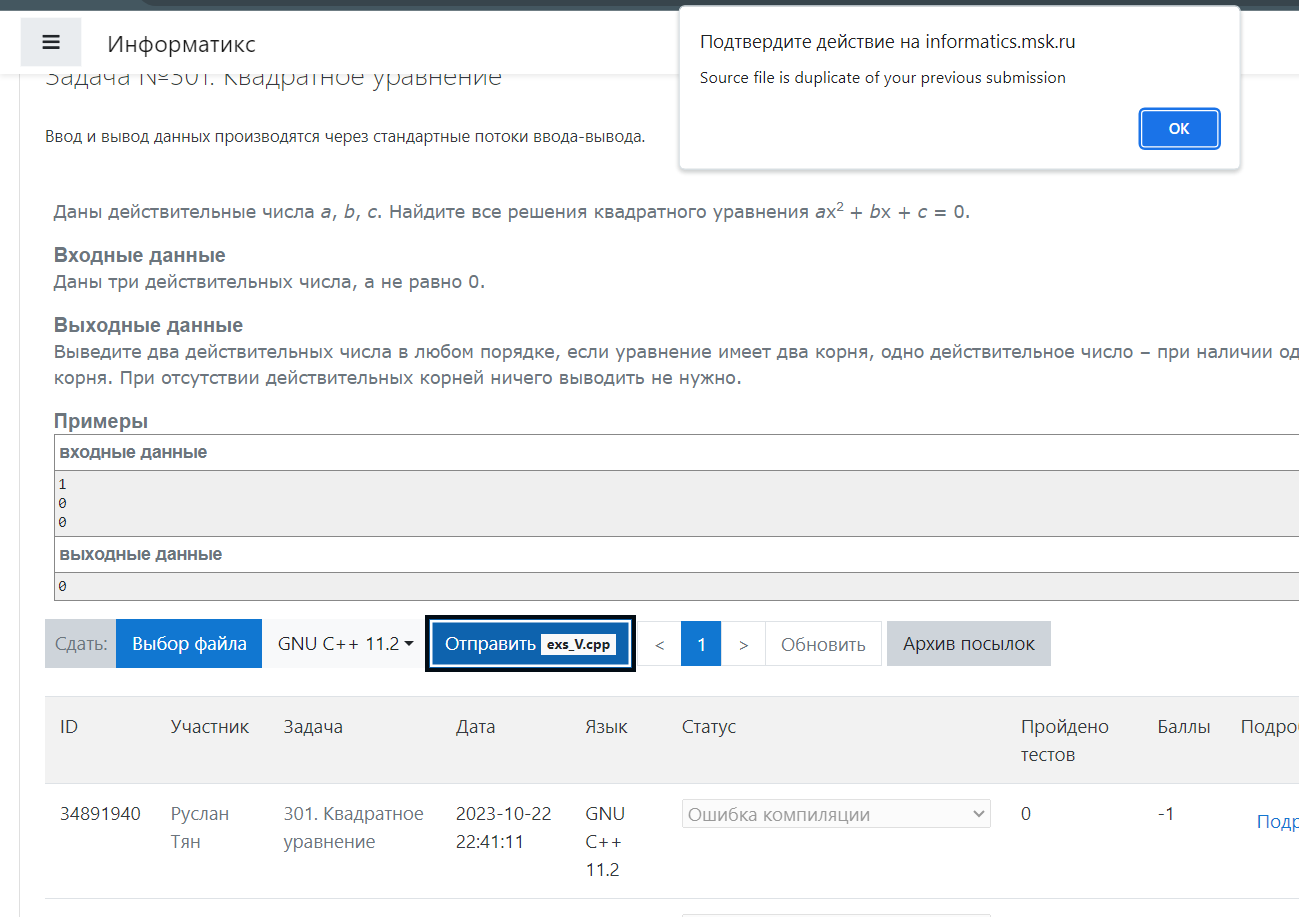 Информатикс
Подтвердите действие на informatics.msk.ru
Source file is duplicate of your previous submission
OK
Задача №301. Квадратное уравнение
Ввод и вывод данных производятся через стандартные потоки ввода-вывода.
Даны действительные числа a, b, c. Найдите все решения квадратного уравнения ax² + bx + c = 0.
Входные данные
Даны три действительных числа, a не равно 0.
Выходные данные
Выведите два действительных числа в любом порядке, если уравнение имеет два корня, одно действительное число – при наличии од
корня. При отсутствии действительных корней ничего выводить не нужно.
Примеры
входные данные
1
0
0
выходные данные
0
Сдать: Выбор файла GNU C++ 11.2 Отправить exs_V.cpp < 1 > Обновить Архив посылок
ID Участник Задача Дата Язык Статус Пройдено Баллы Подро
тестов
34891940 Руслан 301. Квадратное 2023-10-22 GNU Ошибка компиляции 0 -1 Подр
Тян уравнение 22:41:11 C++
11.2